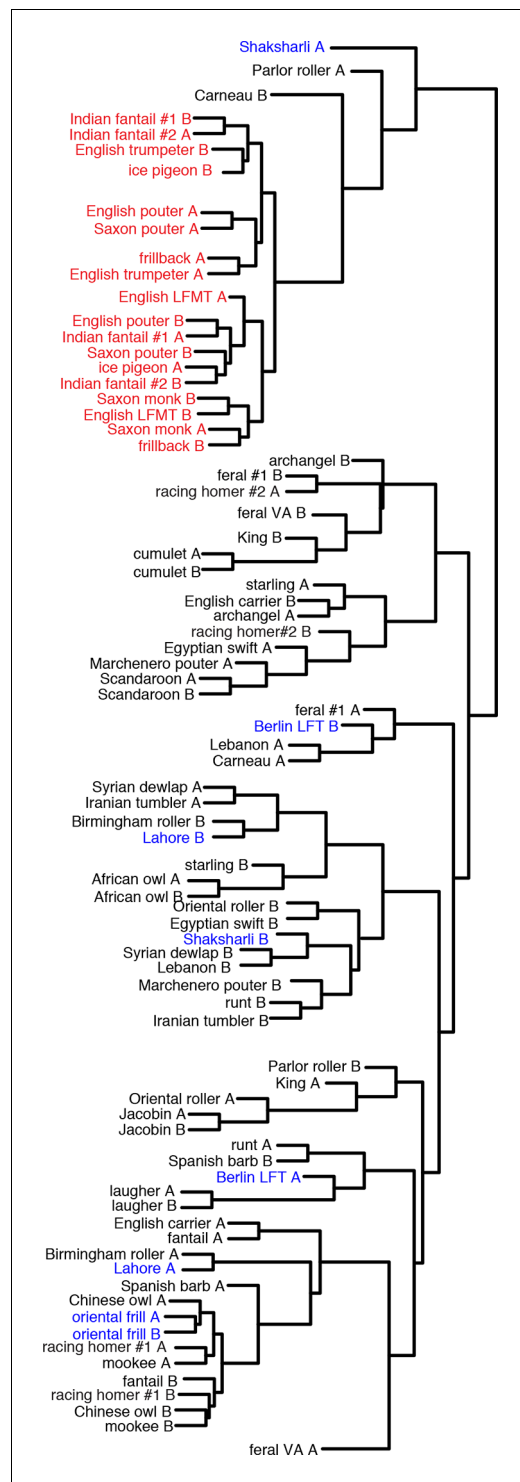 Shaksharli A
Parlor roller A
Carneau B
Indian fantail #1 B
Indian fantail #2 A
English trumpeter B
ice pigeon B
English pouter A
Saxon pouter A
frillback A
English trumpeter A
English LFMT A
English pouter B
Indian fantail #1 A
Saxon pouter B
ice pigeon A
Indian fantail #2 B
Saxon monk B
English LFMT B
Saxon monk A
frillback B
archangel B
feral #1 B
racing homer #2 A
feral VA B
King B
cumulet A
cumulet B
starling A
English carrier B
archangel A
racing homer#2 B
Egyptian swift A
Marchenero pouter A
Scandaroon A
Scandaroon B
feral #1 A
Berlin LFT B
Lebanon A
Carneau A
Syrian dewlap A
Iranian tumbler A
Birmingham roller B
Lahore B
starling B
African owl A
African owl B
Oriental roller B
Egyptian swift B
Shaksharli B
Syrian dewlap B
Lebanon B
Marchenero pouter B
runt B
Iranian tumbler B
Parlor roller B
King A
Oriental roller A
Jacobin A
Jacobin B
runt A
Spanish barb B
Berlin LFT A
laugher A
laugher B
English carrier A
fantail A
Birmingham roller A
Lahore A
Spanish barb A
Chinese owl A
oriental frill A
oriental frill B
racing homer #1 A
mookee A
fantail B
racing homer #1 B
Chinese owl B
mookee B
feral VA A